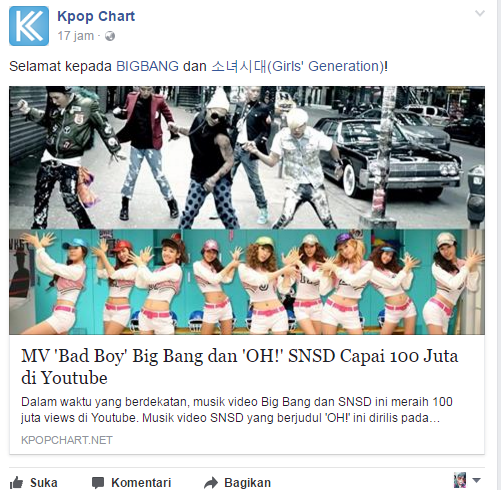 Kpop Chart
17 jam ·
Selamat kepada BIGBANG dan 소녀시대(Girls' Generation)!
MV 'Bad Boy' Big Bang dan 'OH!' SNSD Capai 100 Juta
di Youtube
Dalam waktu yang berdekatan, musik video Big Bang dan SNSD ini meraih 100
juta views di Youtube. Musik video SNSD yang berjudul 'OH!' ini dirilis pada…
KPOPCHART.NET
Suka Komentari Bagikan